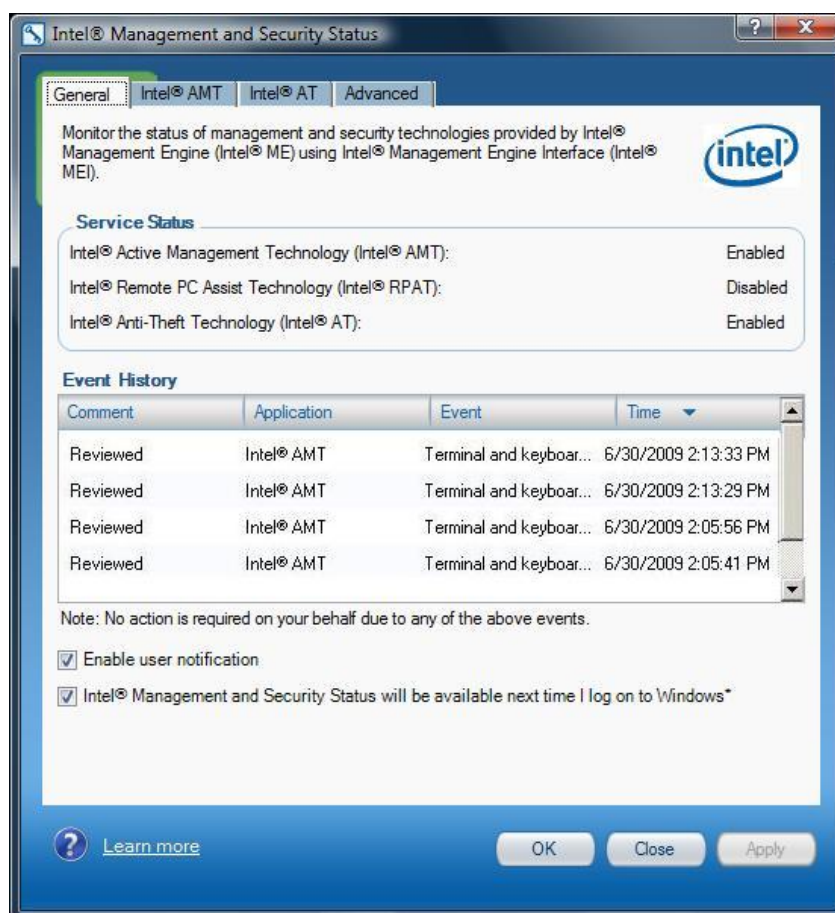 Intel® Management and Security Status
General Intel® AMT Intel® AT Advanced
Monitor the status of management and security technologies provided by Intel®
Management Engine (Intel® ME) using Intel® Management Engine Interface (Intel®
MEI).
intel
Service Status
Intel® Active Management Technology (Intel® AMT): Enabled
Intel® Remote PC Assist Technology (Intel® RPAT): Disabled
Intel® Anti-Theft Technology (Intel® AT): Enabled
Event History
Comment Application Event Time
Reviewed Intel® AMT Terminal and keyboar... 6/30/2009 2:13:33 PM
Reviewed Intel® AMT Terminal and keyboar... 6/30/2009 2:13:29 PM
Reviewed Intel® AMT Terminal and keyboar... 6/30/2009 2:05:56 PM
Reviewed Intel® AMT Terminal and keyboar... 6/30/2009 2:05:41 PM
Note: No action is required on your behalf due to any of the above events.
Enable user notification
Intel® Management and Security Status will be available next time I log on to Windows*
? Learn more OK Close Apply